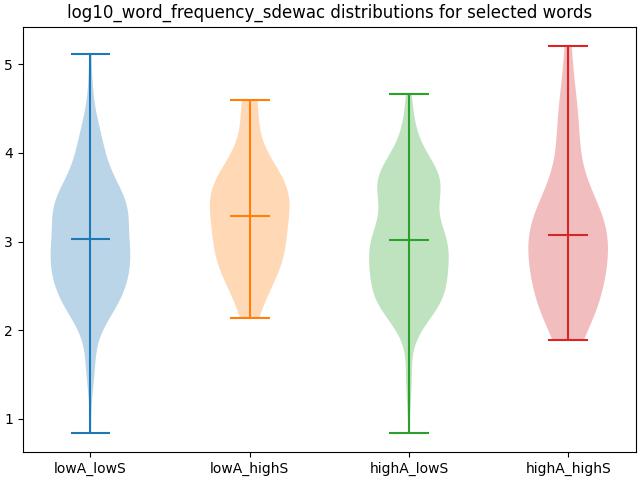 log10_word_frequency_sdewac distributions for selected words
5
4
3
2
1
lowA_lowS
lowA_highS
highA_lowS
highA_highS